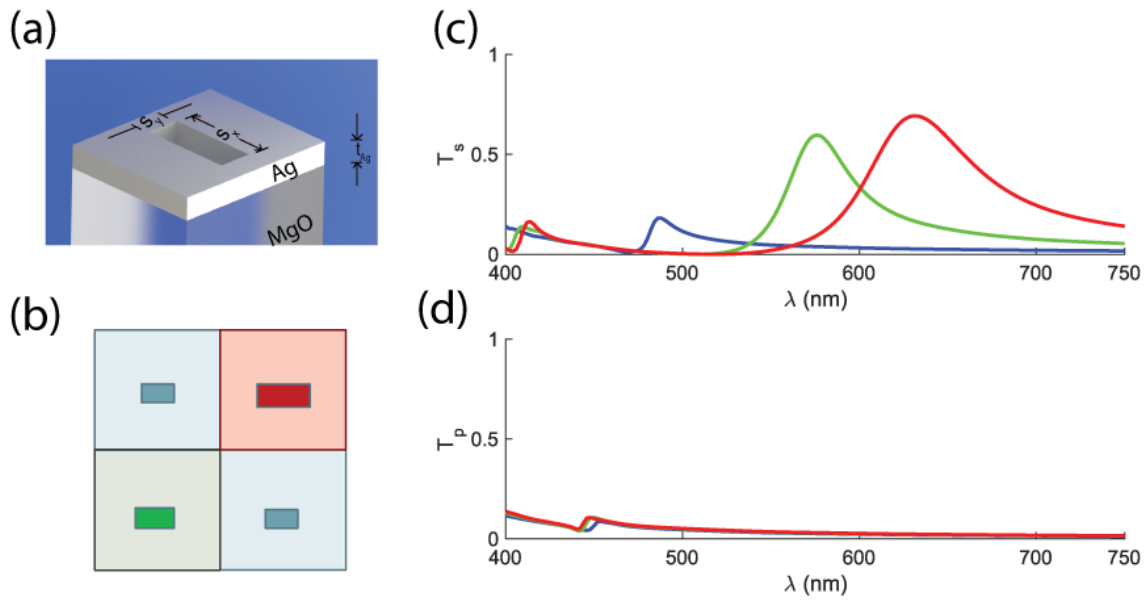 (a)
s_y
s_x
t_Ag
Ag
MgO
(b)
(c)
1
T_s 0.5
0
400 500 600 700 750
λ (nm)
(d)
1
T_p 0.5
0
400 500 600 700 750
λ (nm)